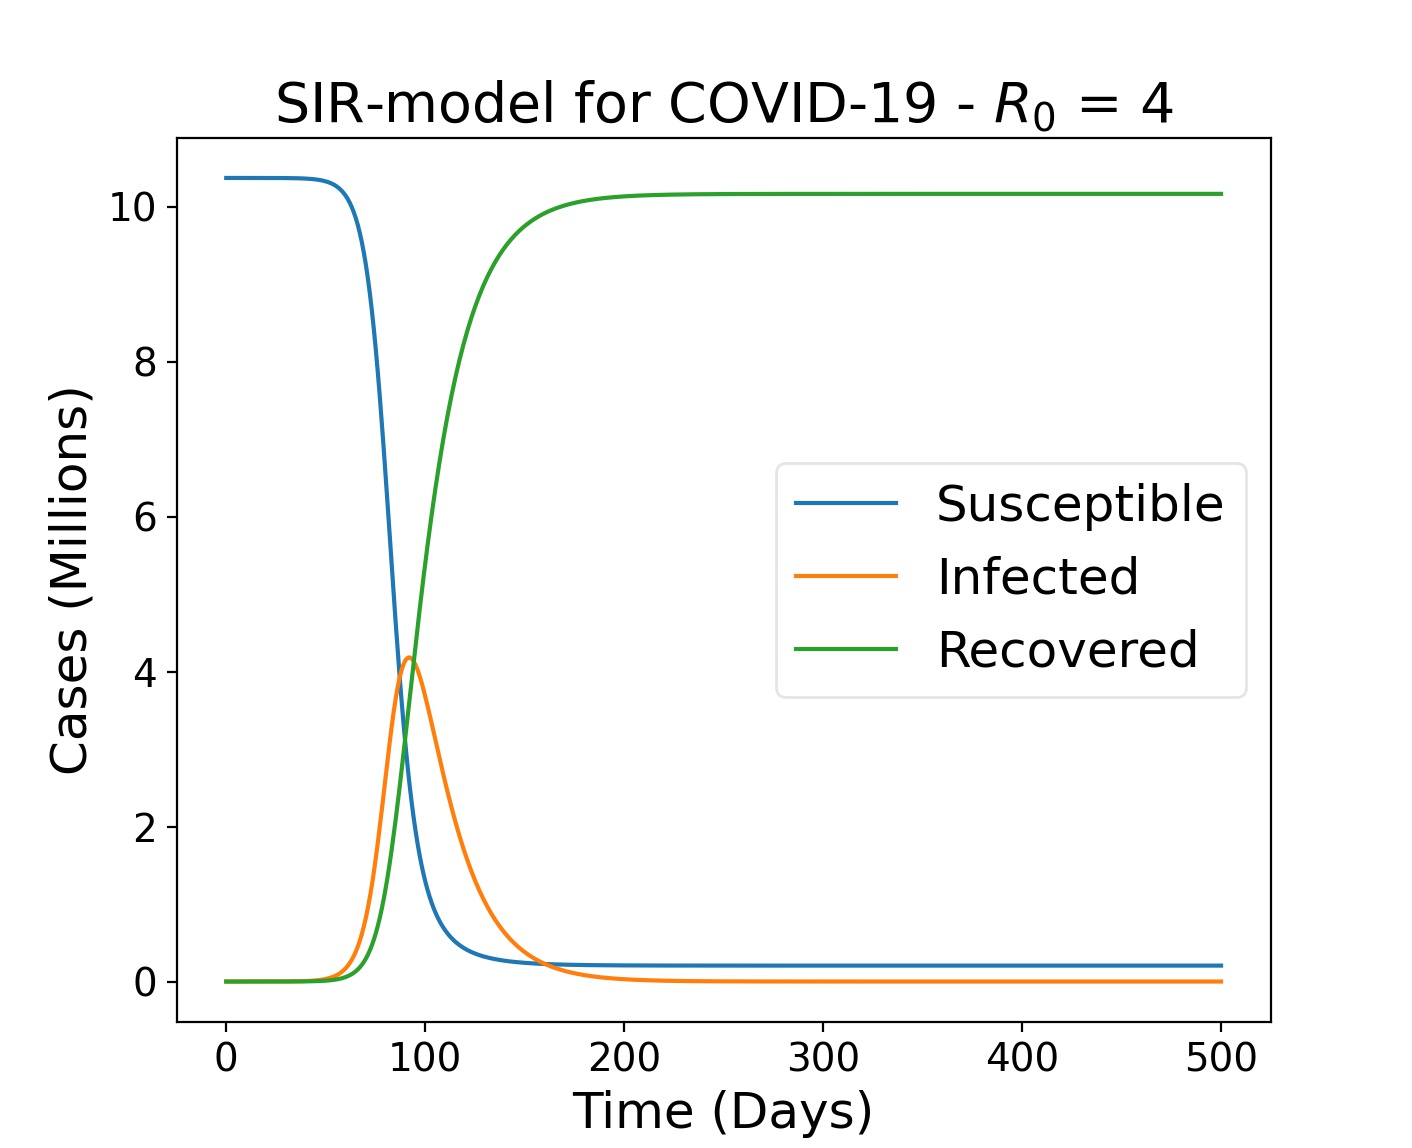 SIR-model for COVID-19 - R₀ = 4
Cases (Millions)
10
8
6
4
2
0
Susceptible
Infected
Recovered
0 100 200 300 400 500
Time (Days)